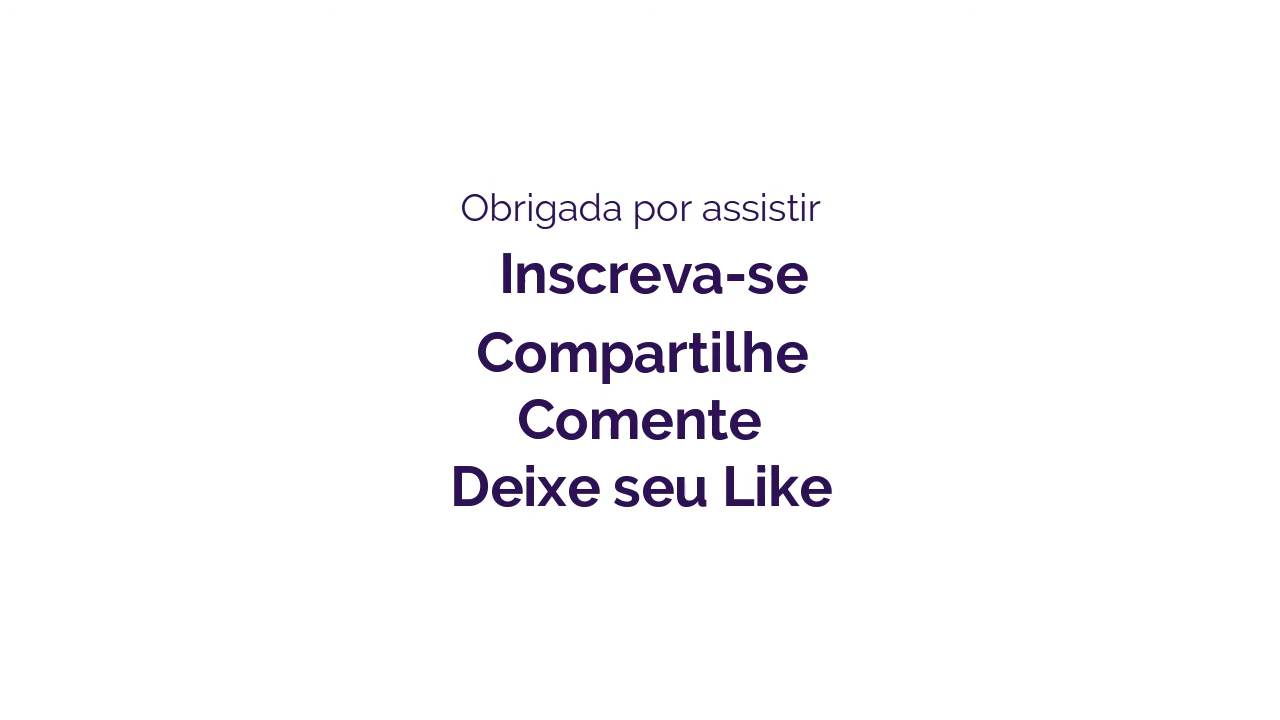 Obrigada por assistir
Inscreva-se
Compartilhe
Comente
Deixe seu Like